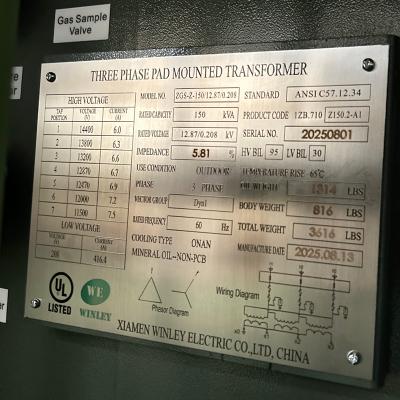 Gas Sample
Valve
THREE PHASE PAD MOUNTED TRANSFORMER
HIGH VOLTAGE
TAP POSITION VOLTAGE (V) CURRENT (A)
1 14400 6.0
2 13800 6.3
3 13200 6.6
4 12870 6.7
5 12470 6.9
6 12000 7.2
7 11500 7.5
LOW VOLTAGE
VOLTAGE (V) CURRENT (A)
208 416.4
MODEL NO. ZGS-Z-150/12.87/0.208 STANDARD ANSI C57.12.34
RATED CAPACITY 150 kVA PRODUCT CODE 1ZB.710 Z150.2-A1
RATED VOLTAGE 12.87/0.208 kV SERIAL NO. 20250801
IMPEDANCE 5.81 % HV BIL 95 LV BIL 30
USE CONDITION OUTDOOR TEMPERATURE RISE 65℃
PHASE 3 PHASE OIL WEIGHT 1314 LBS
VECTOR GROUP Dyn1 BODY WEIGHT 816 LBS
RATED FREQUENCY 60 Hz TOTAL WEIGHT 3616 LBS
COOLING TYPE ONAN MANUFACTURE DATE 2025.08.13
MINERAL OIL-NON-PCB
UL
LISTED
WE
WINLEY
Phasor Diagram
Wiring Diagram
XIAMEN WINLEY ELECTRIC CO.,LTD, CHINA